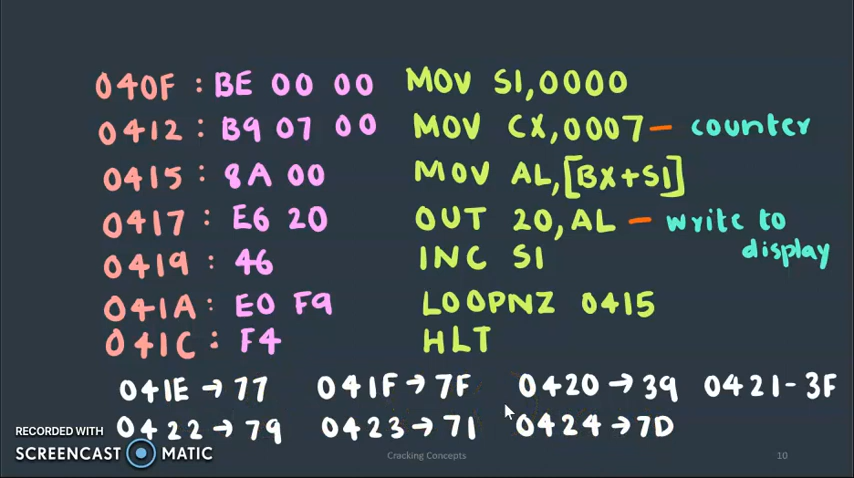 040F : BE 00 00 MOV SI,0000
0412 : B9 07 00 MOV CX,0007 – counter
0415 : 8A 00 MOV AL,[BX+SI]
0417 : E6 20 OUT 20,AL – write to display
0419 : 46 INC SI
041A : E0 F9 LOOPNZ 0415
041C : F4 HLT
041E → 77 041F → 7F 0420 → 39 0421 - 3F
0422 → 79 0423 → 71 0424 → 7D
RECORDED WITH
SCREENCAST MATIC
Cracking Concepts
10